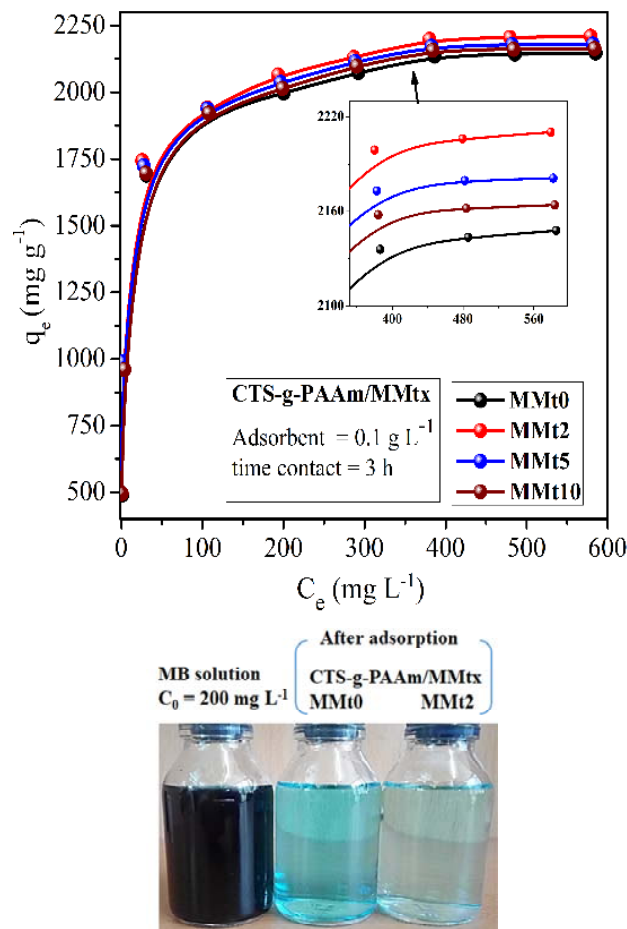 2250
2000
1750
1500
1250
1000
750
500
qe (mg g-1)
0
100
200
300
400
500
600
Ce (mg L-1)
2220
2160
2100
400
480
560
CTS-g-PAAm/MMtx
Adsorbent = 0.1 g L-1
time contact = 3 h
MMt0
MMt2
MMt5
MMt10
After adsorption
MB solution
CTS-g-PAAm/MMtx
C0 = 200 mg L-1
MMt0 MMt2